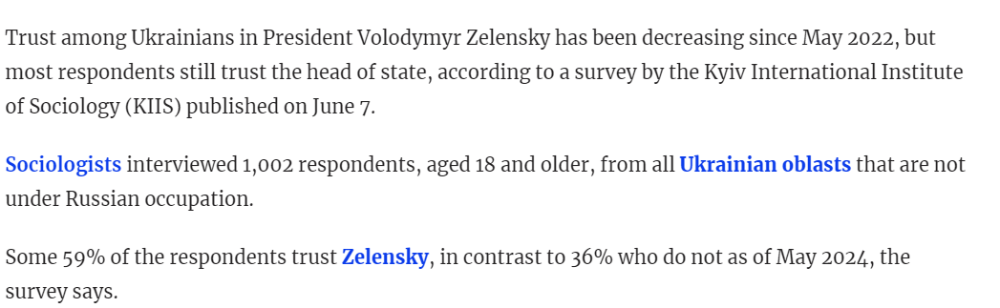 Trust among Ukrainians in President Volodymyr Zelensky has been decreasing since May 2022, but
most respondents still trust the head of state, according to a survey by the Kyiv International Institute
of Sociology (KIIS) published on June 7.
Sociologists interviewed 1,002 respondents, aged 18 and older, from all Ukrainian oblasts that are not
under Russian occupation.
Some 59% of the respondents trust Zelensky, in contrast to 36% who do not as of May 2024, the
survey says.